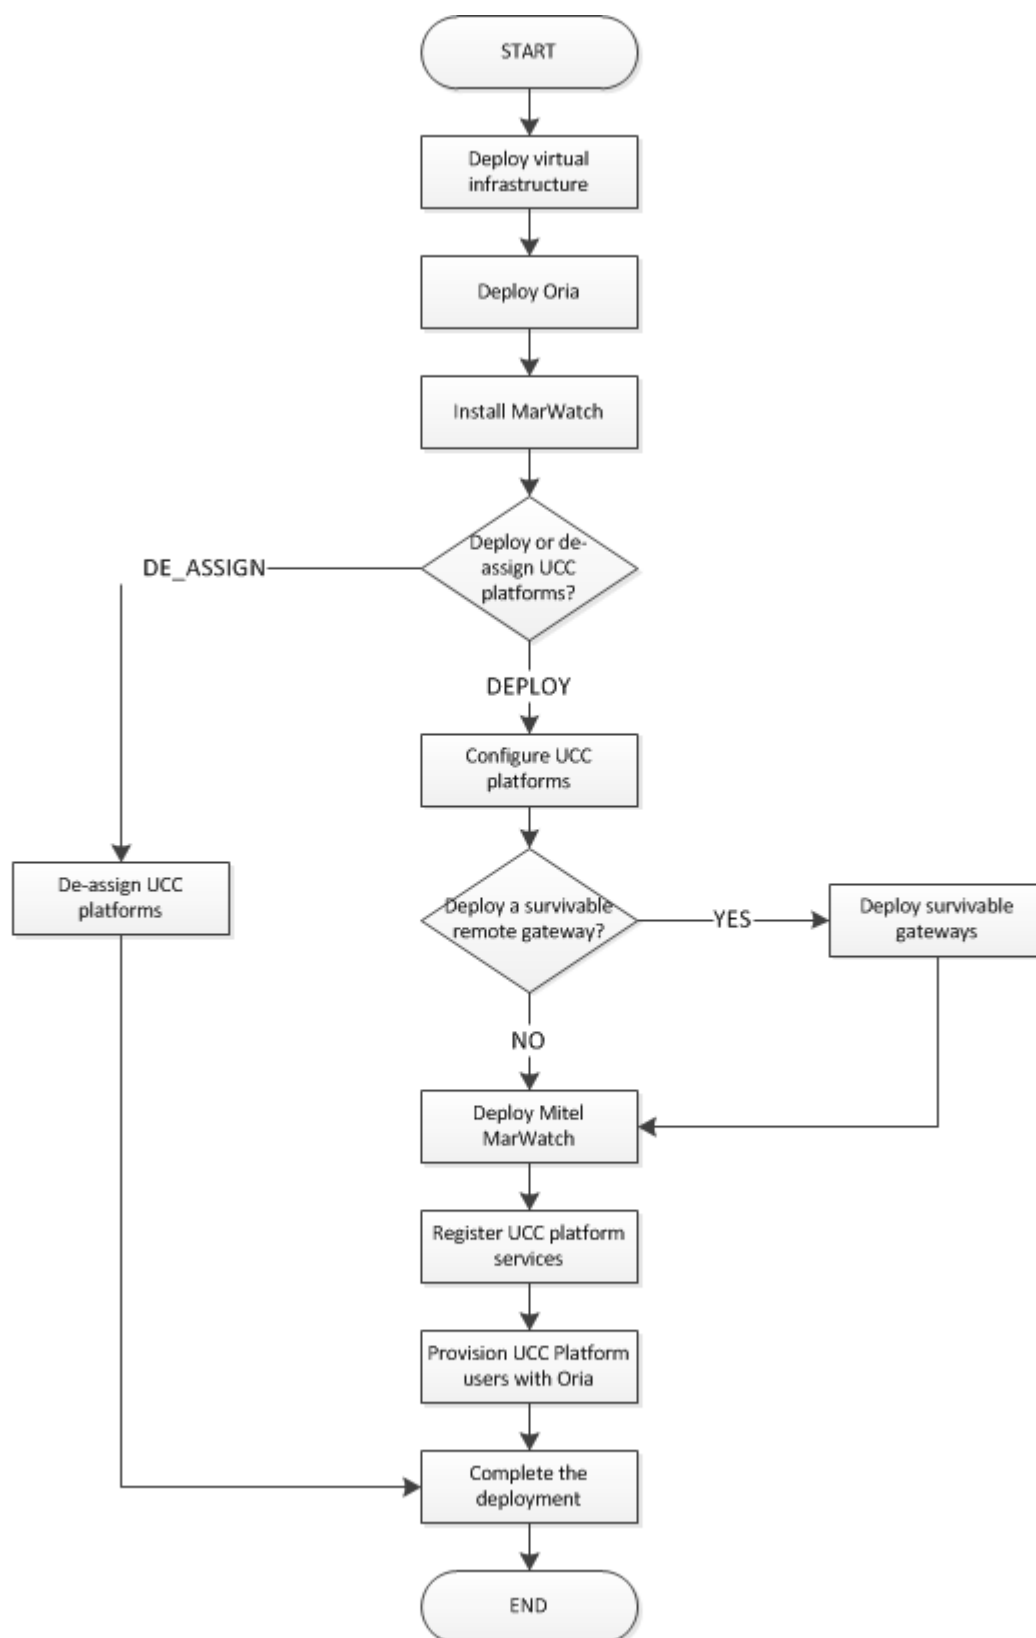 START
Deploy virtual
infrastructure
Deploy Oria
Install MarWatch
Deploy or de-
assign UCC
platforms?
DE_ASSIGN
DEPLOY
Configure UCC
platforms
De-assign UCC
platforms
Deploy a survivable
remote gateway?
YES
Deploy survivable
gateways
NO
Deploy Mitel
MarWatch
Register UCC platform
services
Provision UCC Platform
users with Oria
Complete the
deployment
END